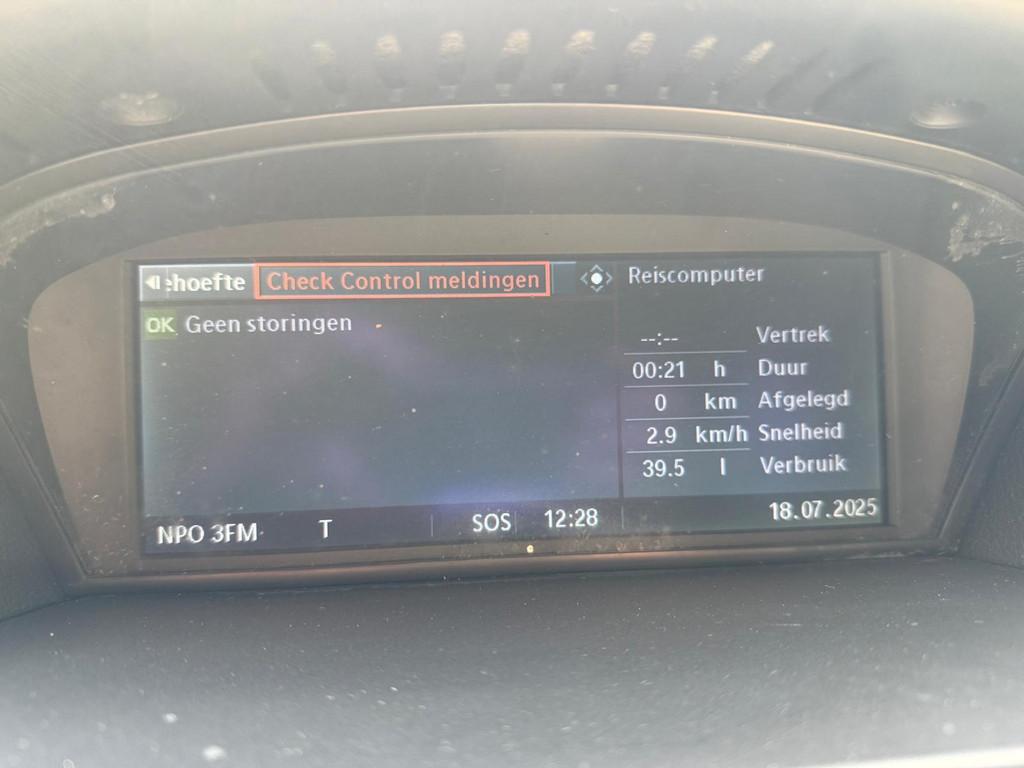 :hoefte Check Control meldingen
OK Geen storingen
Reiscomputer
--:-- Vertrek
00:21 h Duur
0 km Afgelegd
2.9 km/h Snelheid
39.5 l Verbruik
NPO 3FM T SOS 12:28 18.07.2025